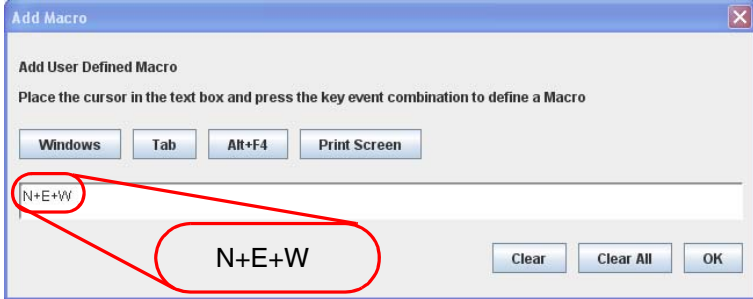 Add Macro
Add User Defined Macro
Place the cursor in the text box and press the key event combination to define a Macro
Windows Tab Alt+F4 Print Screen
N+E+W
N+E+W
Clear Clear All OK